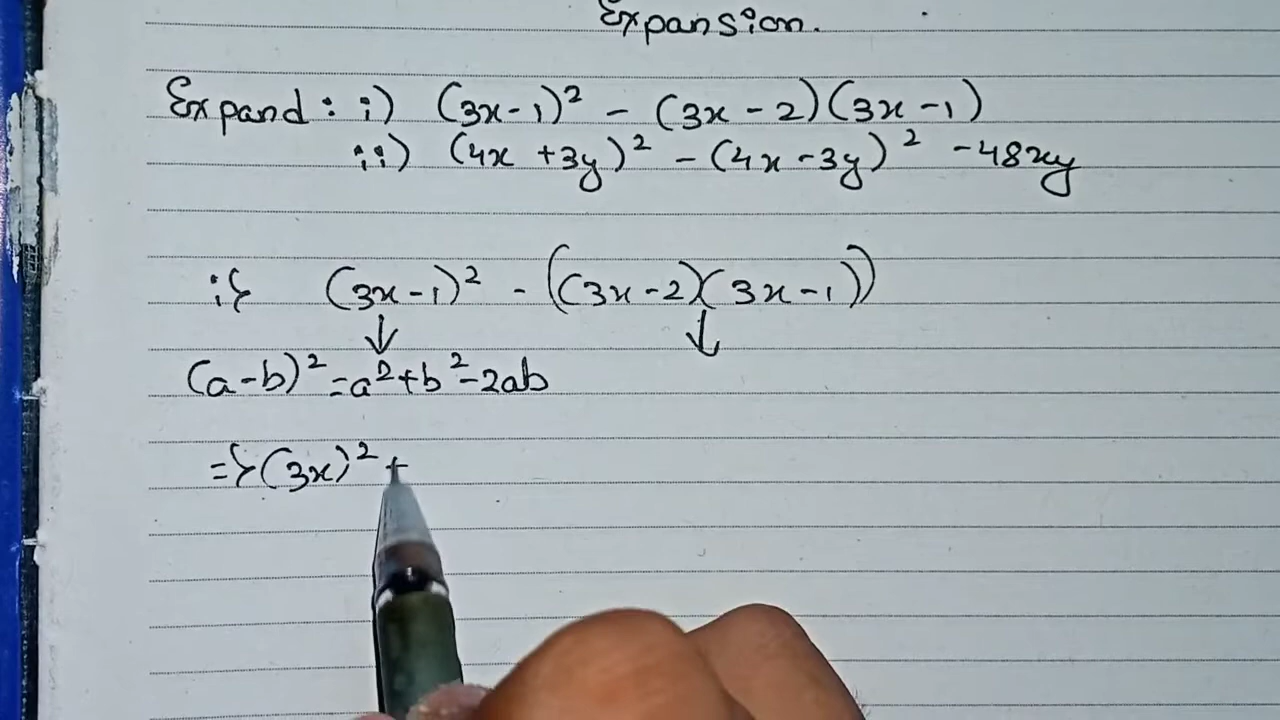 Expansion.
Expand : i) (3x-1)² - (3x-2)(3x-1)
ii) (4x+3y)² - (4x-3y)² -48xy
i} (3x-1)² - ((3x-2)(3x-1))
↓ ↓
(a-b)² = a²+b²-2ab
=} (3x)² +